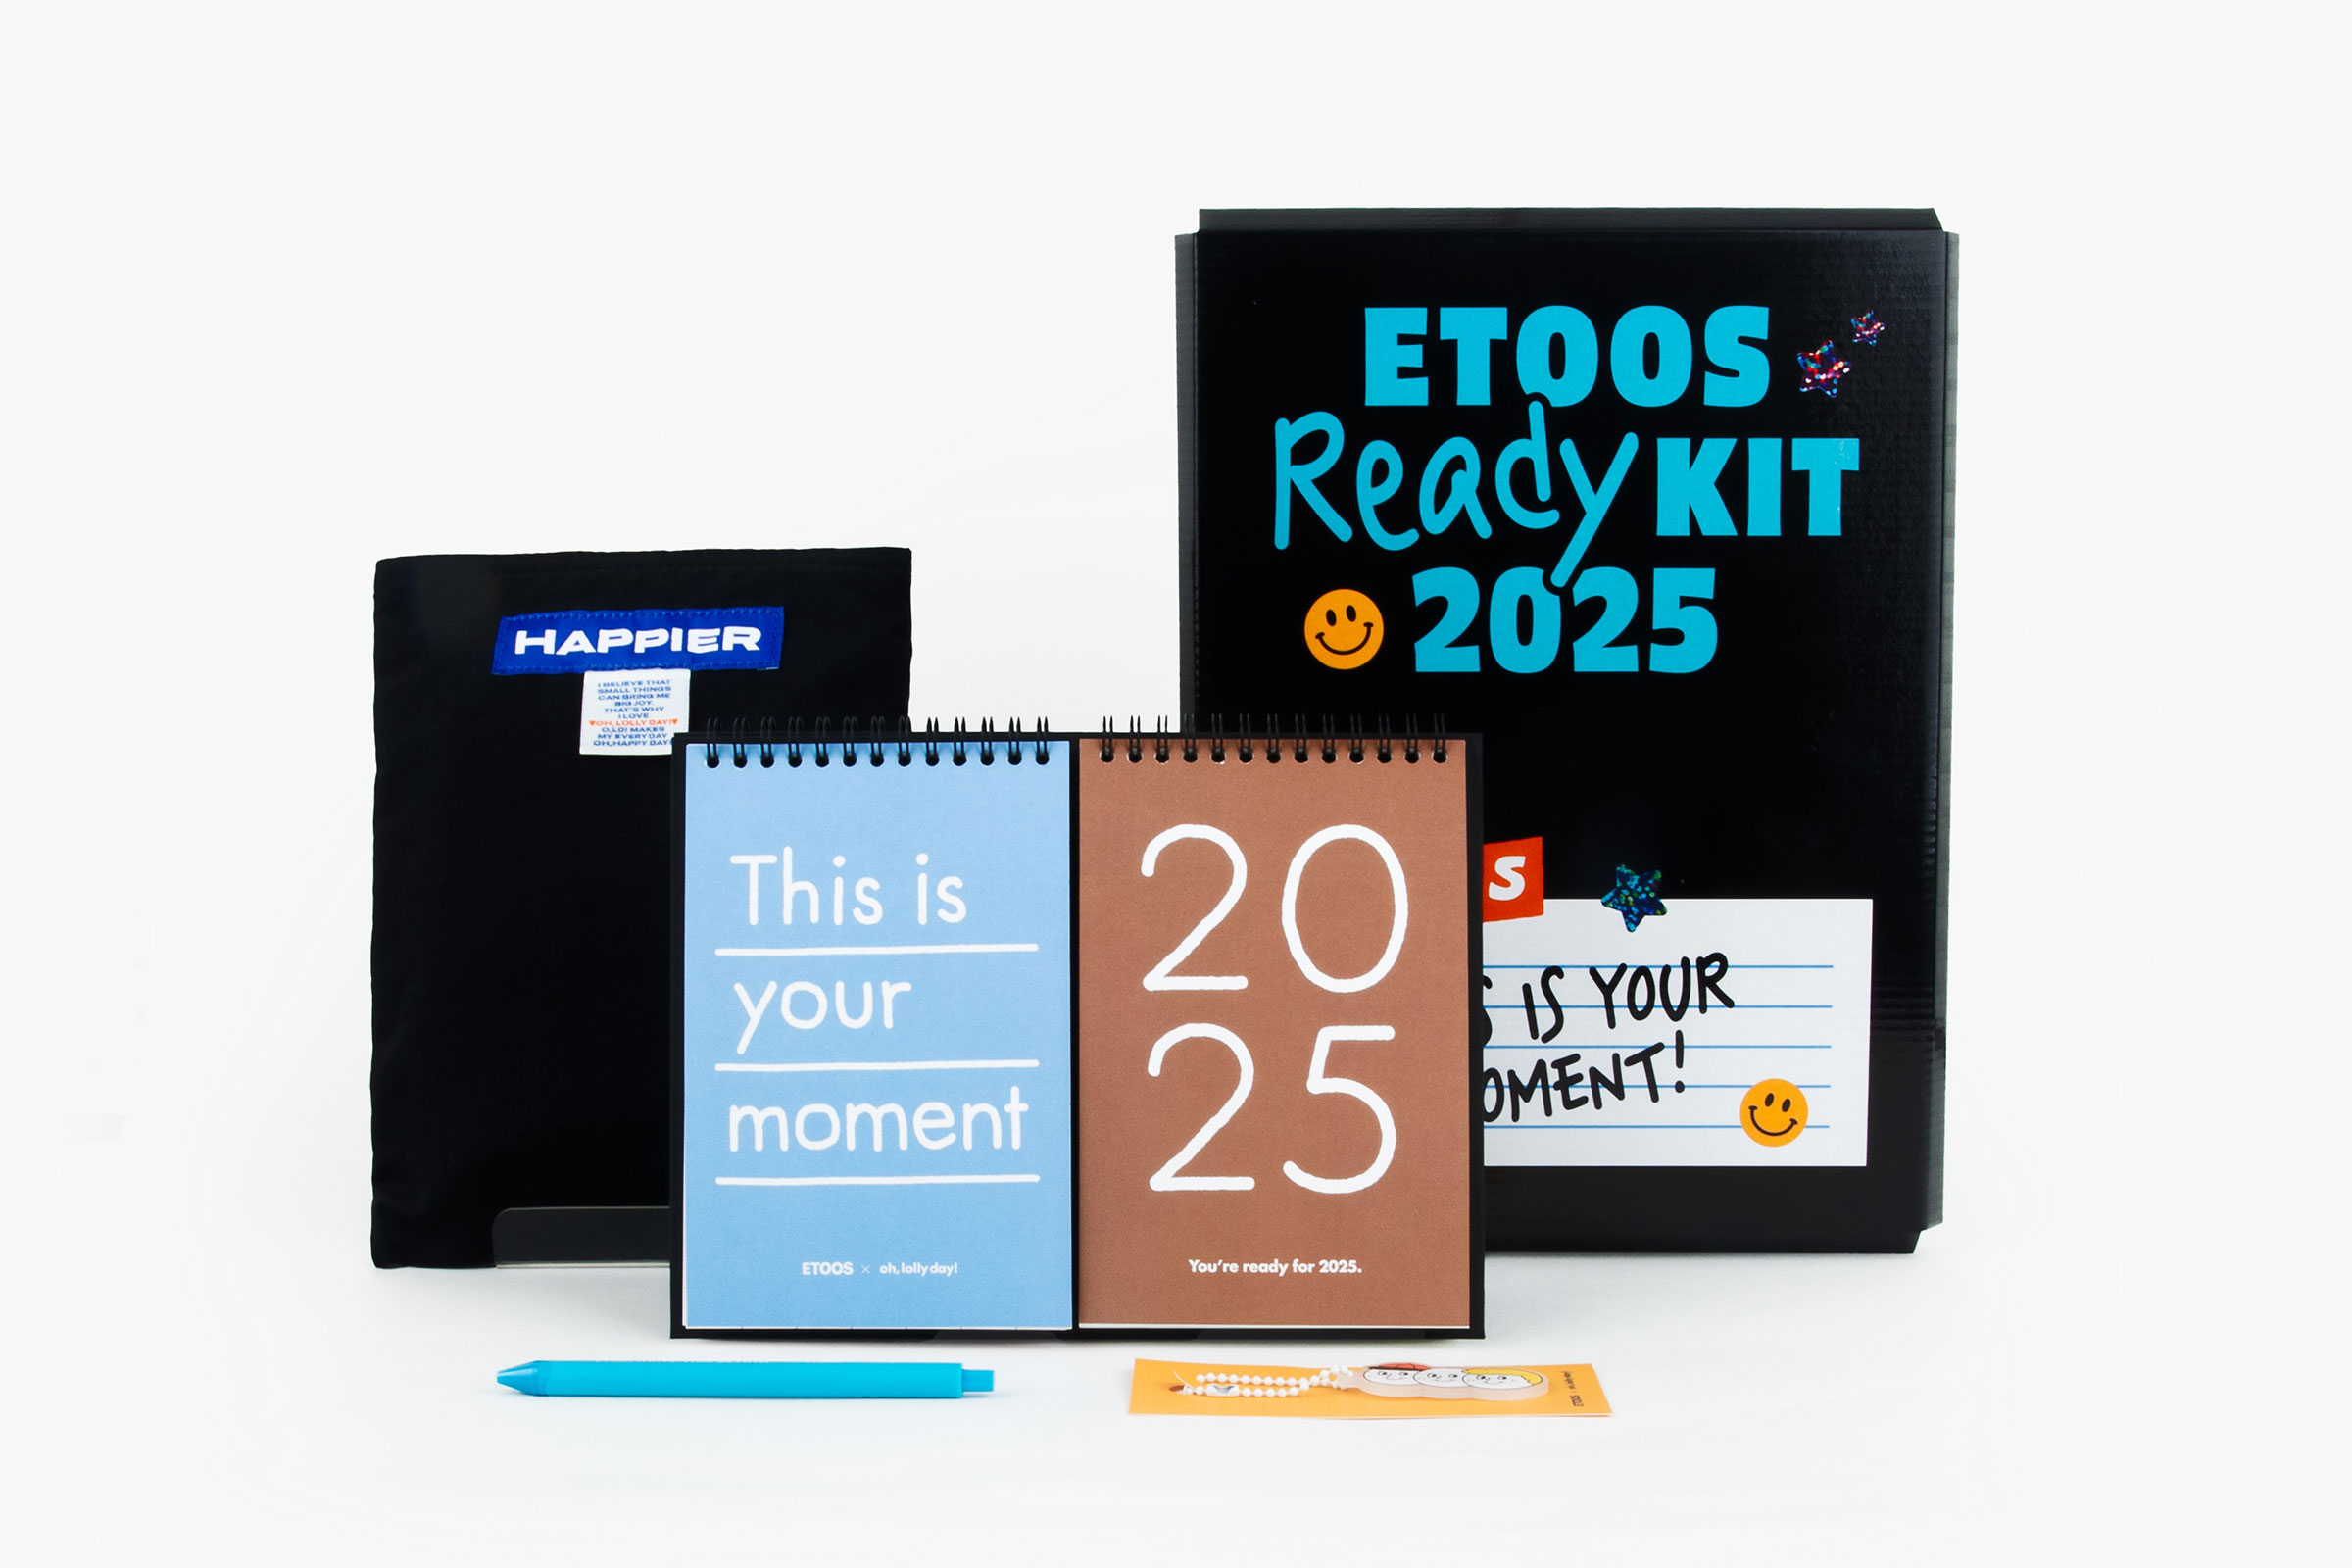 ETOOS
Ready KIT
2025
HAPPIER
I BELIEVE THAT
SMALL THINGS
CAN BRING ME
BIG JOY.
THAT'S WHY
I LOVE
♥OH, LOLLY DAY!♥
O,LD! MAKES
MY EVERYDAY
OH, HAPPY DAY!
This is
your
moment
ETOOS × oh, lolly day!
20
25
You're ready for 2025.
S
S IS YOUR
OMENT!